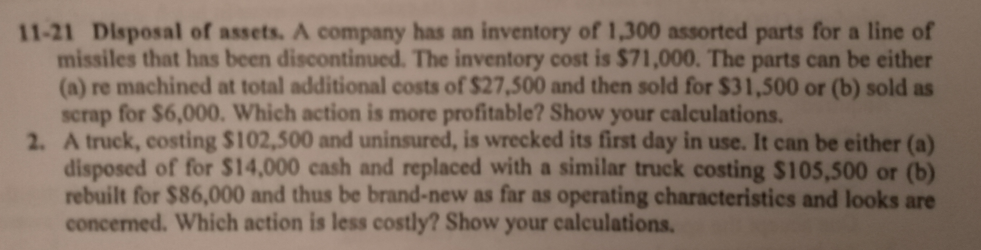 11-21 Disposal of assets. A company has an inventory of 1,300 assorted parts for a line of
missiles that has been discontinued. The inventory cost is $71,000. The parts can be either
(a) re machined at total additional costs of $27,500 and then sold for $31,500 or (b) sold as
scrap for $6,000. Which action is more profitable? Show your calculations.
2. A truck, costing $102,500 and uninsured, is wrecked its first day in use. It can be either (a)
disposed of for $14,000 cash and replaced with a similar truck costing $105,500 or (b)
rebuilt for $86,000 and thus be brand-new as far as operating characteristics and looks are
concerned. Which action is less costly? Show your calculations.